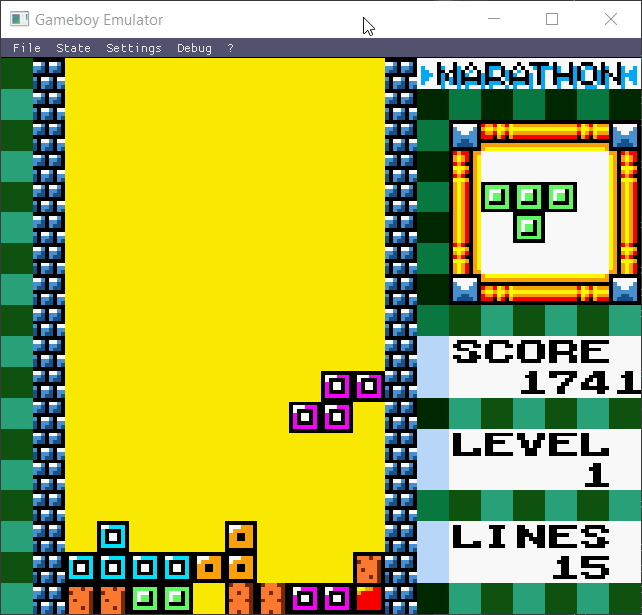 Gameboy Emulator
File State Settings Debug ?
MARATHON
SCORE
1741
LEVEL
1
LINES
15